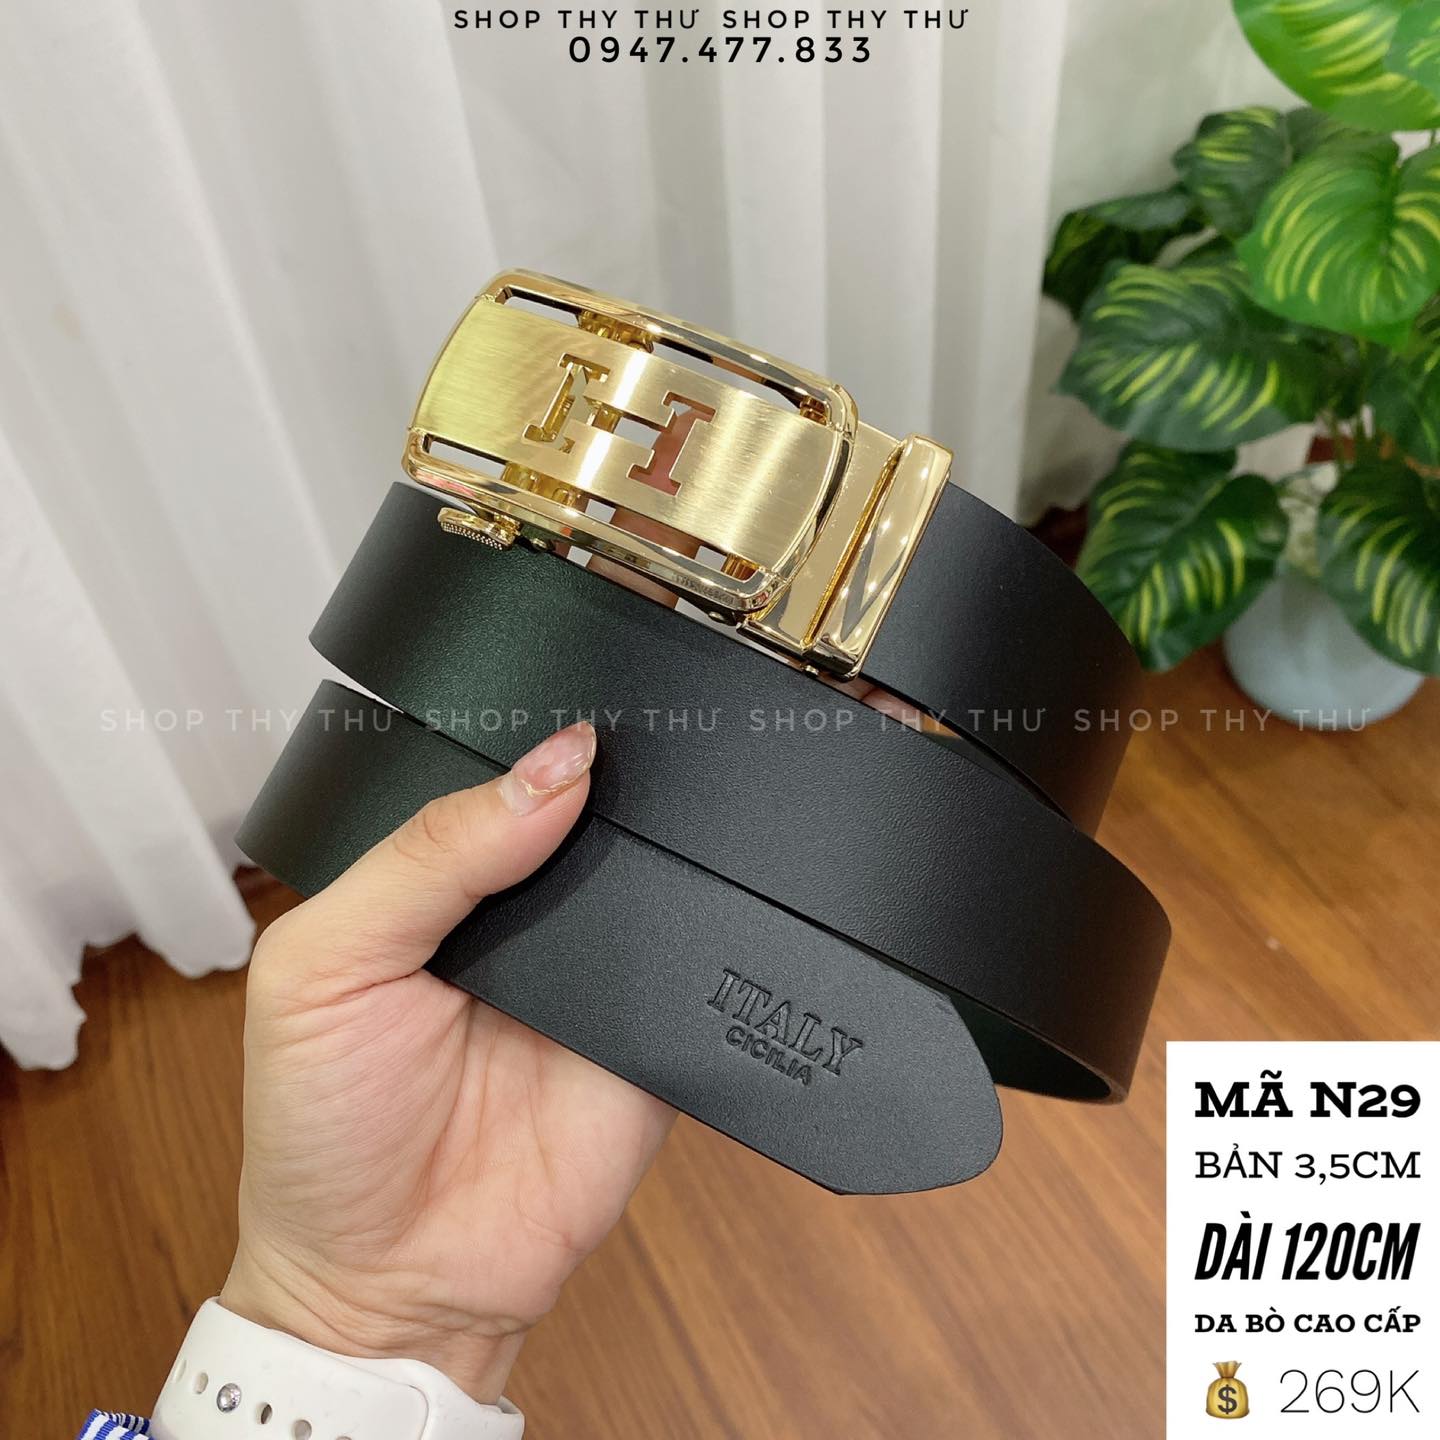 SHOP THY THƯ SHOP THY THƯ
0947.477.833
H
SHOP THY THƯ SHOP THY THƯ SHOP THY THƯ SHOP THY THƯ
ITALY
CICILIA
MÃ N29
BẢN 3,5CM
DÀI 120CM
DA BÒ CAO CẤP
269K